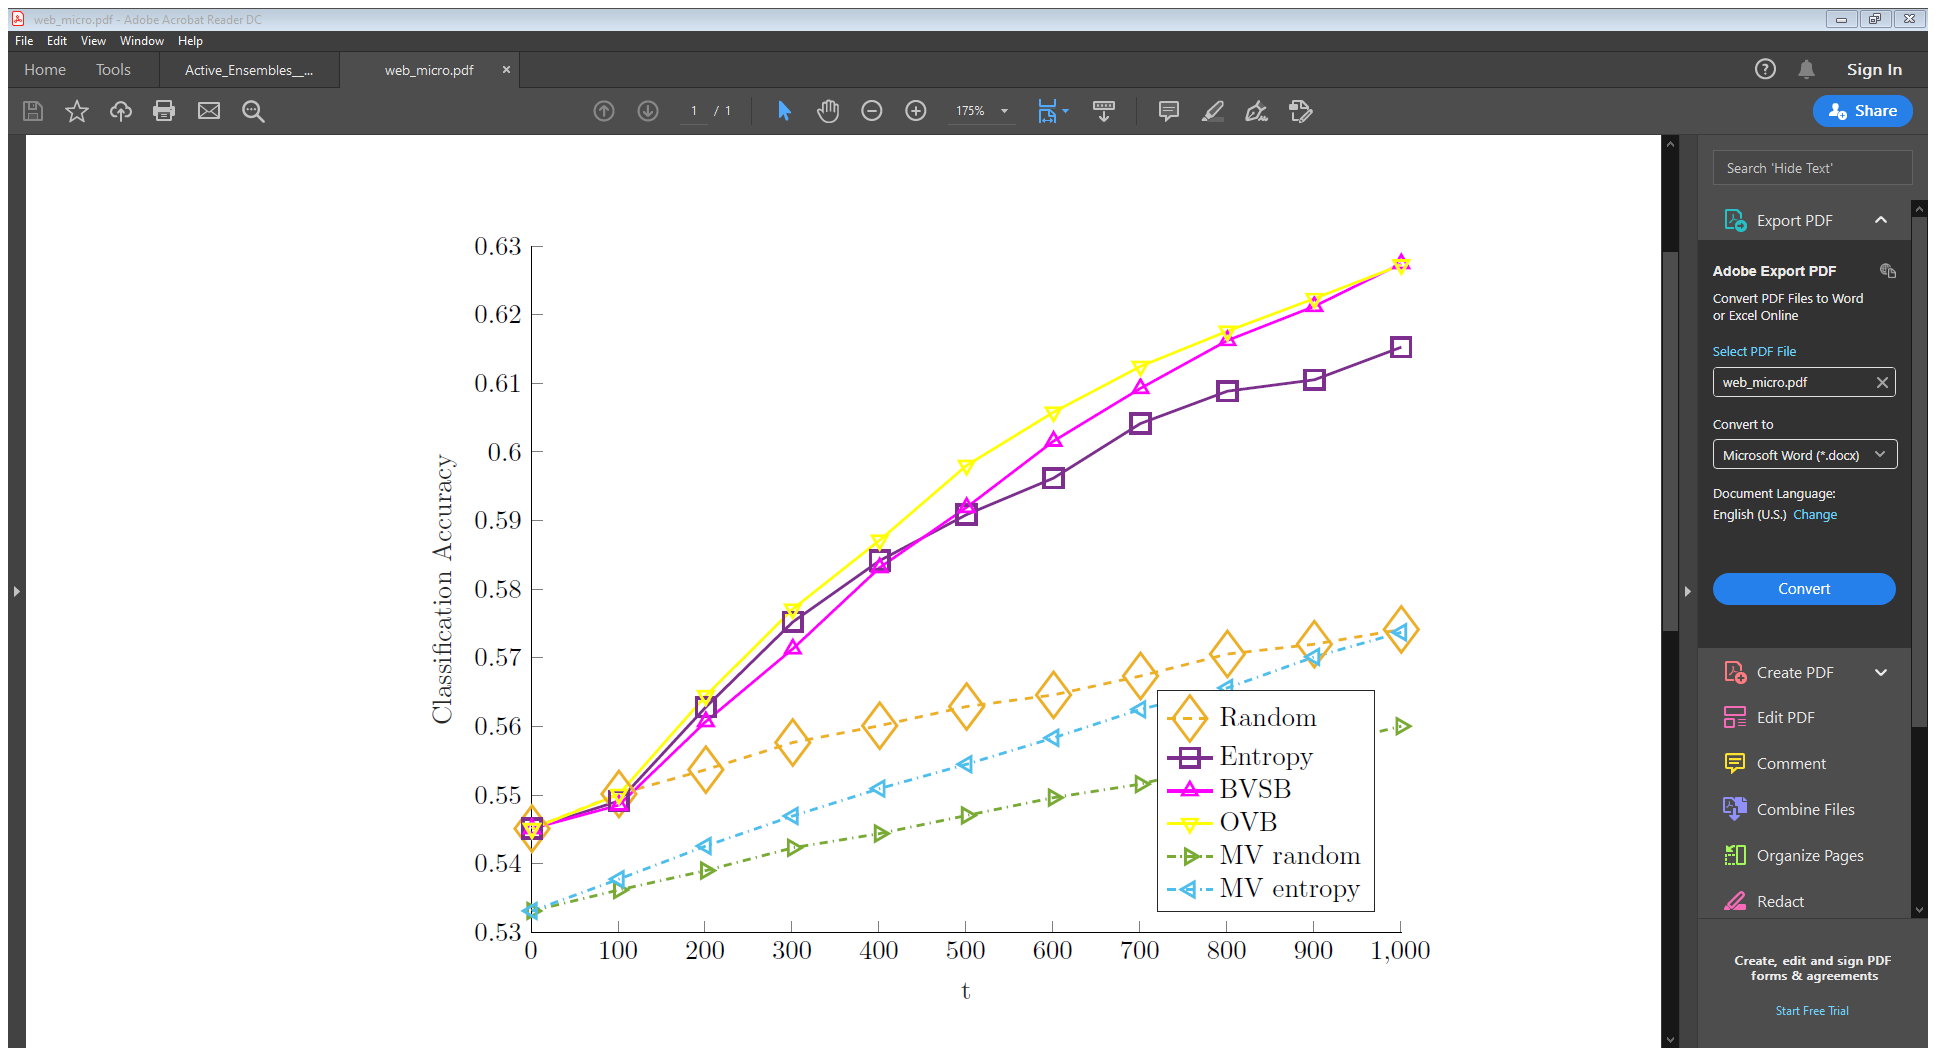 web_micro.pdf - Adobe Acrobat Reader DC
File Edit View Window Help
Home Tools Active_Ensembles__... web_micro.pdf × Sign In
1 / 1 175% Share
Search 'Hide Text'
Export PDF
Adobe Export PDF
Convert PDF Files to Word
or Excel Online
Select PDF File
web_micro.pdf
Convert to
Microsoft Word (*.docx)
Document Language:
English (U.S.) Change
Convert
Create PDF
Edit PDF
Comment
Combine Files
Organize Pages
Redact
Create, edit and sign PDF
forms & agreements
Start Free Trial
Classification Accuracy
0.63
0.62
0.61
0.6
0.59
0.58
0.57
0.56
0.55
0.54
0.53
0 100 200 300 400 500 600 700 800 900 1,000
t
Random
Entropy
BVSB
OVB
MV random
MV entropy